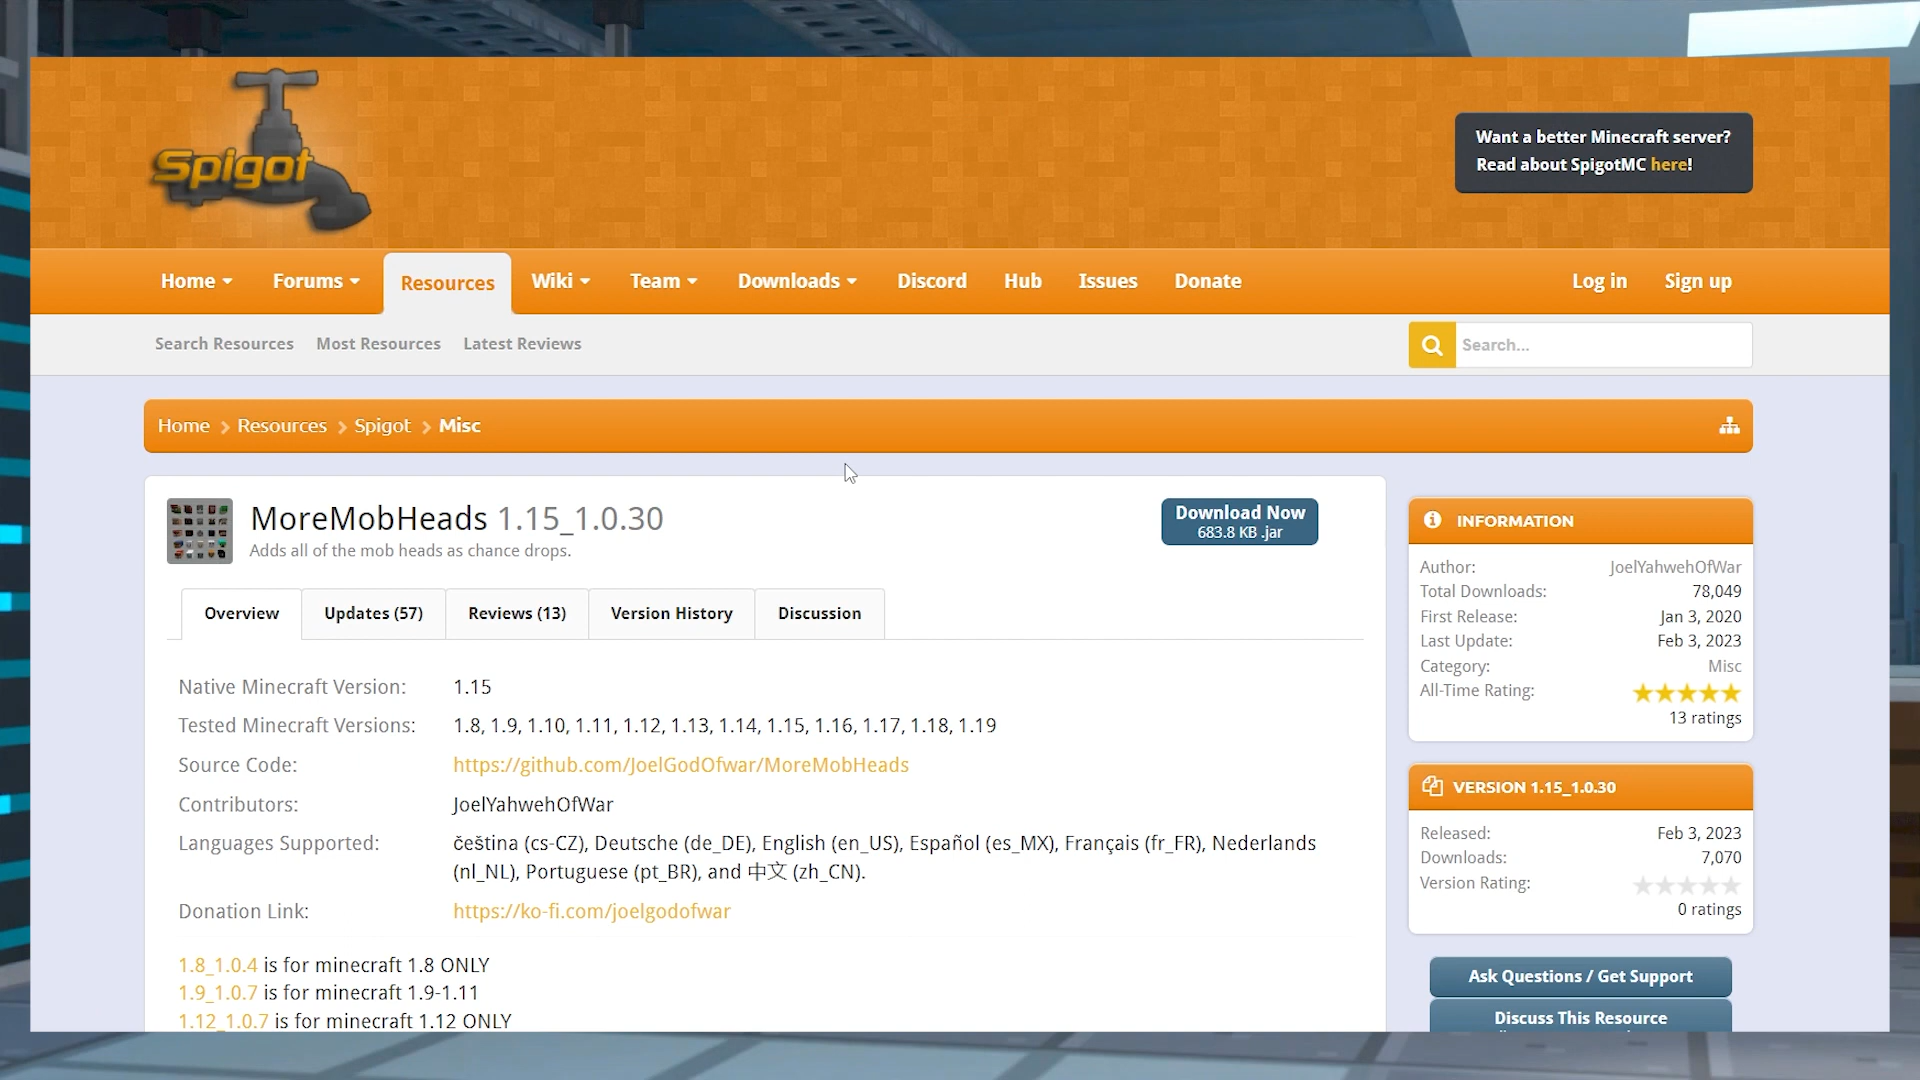 Spigot
Want a better Minecraft server?
Read about SpigotMC here!
Home Forums Resources Wiki Team Downloads Discord Hub Issues Donate Log in Sign up
Search Resources Most Resources Latest Reviews Search...
Home Resources Spigot Misc
MoreMobHeads 1.15_1.0.30
Adds all of the mob heads as chance drops.
Download Now
683.8 KB .jar
Overview Updates (57) Reviews (13) Version History Discussion
Native Minecraft Version: 1.15
Tested Minecraft Versions: 1.8, 1.9, 1.10, 1.11, 1.12, 1.13, 1.14, 1.15, 1.16, 1.17, 1.18, 1.19
Source Code: https://github.com/JoelGodOfwar/MoreMobHeads
Contributors: JoelYahwehOfWar
Languages Supported: čeština (cs-CZ), Deutsche (de_DE), English (en_US), Español (es_MX), Français (fr_FR), Nederlands
(nl_NL), Portuguese (pt_BR), and 中文 (zh_CN).
Donation Link: https://ko-fi.com/joelgodofwar
1.8_1.0.4 is for minecraft 1.8 ONLY
1.9_1.0.7 is for minecraft 1.9-1.11
1.12_1.0.7 is for minecraft 1.12 ONLY
INFORMATION
Author: JoelYahwehOfWar
Total Downloads: 78,049
First Release: Jan 3, 2020
Last Update: Feb 3, 2023
Category: Misc
All-Time Rating:
13 ratings
VERSION 1.15_1.0.30
Released: Feb 3, 2023
Downloads: 7,070
Version Rating:
0 ratings
Ask Questions / Get Support
Discuss This Resource